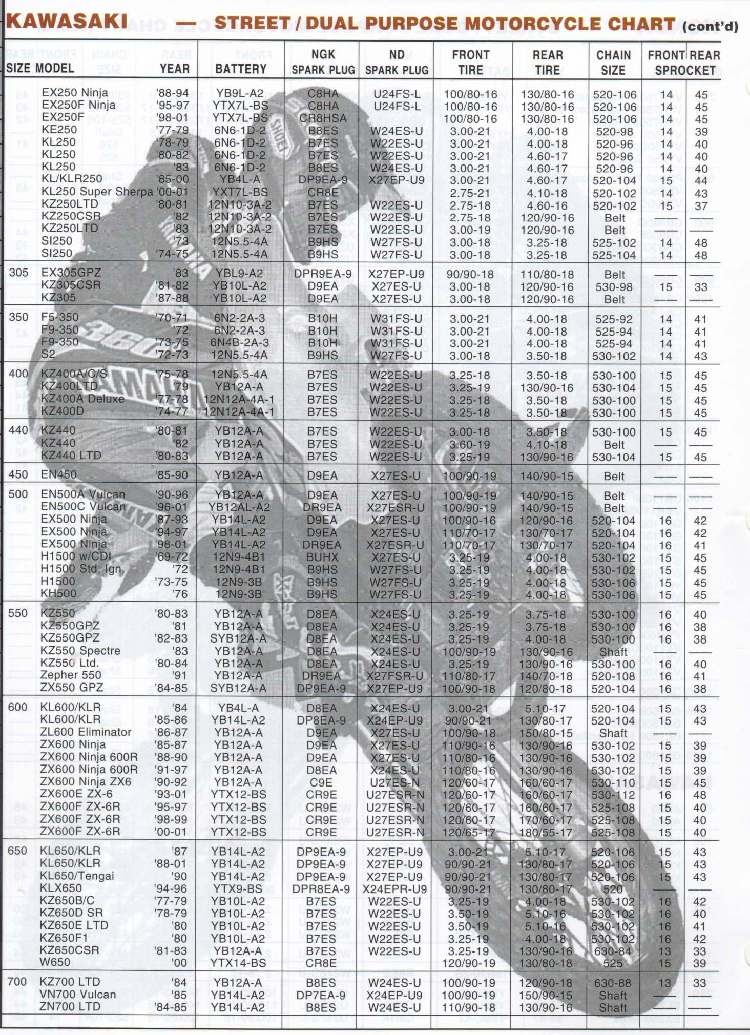 KAWASAKI — STREET / DUAL PURPOSE MOTORCYCLE CHART (cont'd)
NGK ND FRONT REAR CHAIN FRONT REAR
SIZE MODEL YEAR BATTERY SPARK PLUG SPARK PLUG TIRE TIRE SIZE SPROCKET
EX250 Ninja '88-94 YB9L-A2 C8HA U24FS-L 100/80-16 130/80-16 520-106 14 45
EX250F Ninja '95-97 YTX7L-BS C8HA U24FS-L 100/80-16 130/80-16 520-106 14 45
EX250F '98-01 YTX7L-BS CR8HSA 100/80-16 130/80-16 520-106 14 45
KE250 '77-79 6N6-1D-2 B8ES W24ES-U 3.00-21 4.00-18 520-98 14 39
KL250 '78-79 6N6-1D-2 B7ES W22ES-U 3.00-21 4.00-18 520-96 14 40
KL250 '80-82 6N6-1D-2 B7ES W22ES-U 3.00-21 4.60-17 520-96 14 40
KL250 '83 6N6-1D-2 B8ES W24ES-U 3.00-21 4.60-17 520-96 14 40
KL/KLR250 '85-00 YB4L-A DP9EA-9 X27EP-U9 3.00-21 4.60-17 520-104 15 44
KL250 Super Sherpa '00-01 YXT7L-BS CR8E 2.75-21 4.10-18 520-102 14 43
KZ250LTD '80-81 12N10-3A-2 B7ES W22ES-U 2.75-18 4.60-16 520-102 15 37
KZ250CSR '82 12N10-3A-2 B7ES W22ES-U 2.75-18 120/90-16 Belt — —
KZ250LTD '83 12N10-3A-2 B7ES W22ES-U 3.00-19 120/90-16 Belt — —
SI250 '73 12N5.5-4A B9HS W27FS-U 3.00-18 3.25-18 525-102 14 48
SI250 '74-75 12N5.5-4A B9HS W27FS-U 3.00-18 3.25-18 525-102 14 48
305 EX305GPZ '83 YBL9-A2 DPR9EA-9 X27EP-U9 90/90-18 110/80-18 Belt — —
KZ305CSR '81-82 YB10L-A2 D9EA X27ES-U 3.00-18 120/90-16 530-98 15 33
KZ305 '87-88 YB10L-A2 D9EA X27ES-U 3.00-18 120/90-16 Belt — —
350 F5-350 '70-71 6N2-2A-3 B10H W31FS-U 3.00-21 4.00-18 525-92 14 41
F9-350 '72 6N2-2A-3 B10H W31FS-U 3.00-21 4.00-18 525-94 14 41
F9-350 '73-75 6N4B-2A-3 B10H W31FS-U 3.00-21 4.00-18 525-94 14 41
S2 '72-73 12N5.5-4A B9HS W27FS-U 3.00-18 3.50-18 530-102 14 43
400 KZ400A/C/S '75-78 12N5.5-4A B7ES W22ES-U 3.25-18 3.50-18 530-100 15 45
KZ400LTD '79 YB12A-A B7ES W22ES-U 3.25-19 130/90-16 530-104 15 45
KZ400A Deluxe '77-78 12N12A-4A-1 B7ES W22ES-U 3.25-18 3.50-18 530-100 15 45
KZ400D '74-77 12N12A-4A-1 B7ES W22ES-U 3.25-18 3.50-18 530-100 15 45
440 KZ440 '80-81 YB12A-A B7ES W22ES-U 3.00-18 3.50-18 530-100 15 45
KZ440 '82 YB12A-A B7ES W22ES-U 3.60-19 4.10-18 Belt — —
KZ440 LTD '80-83 YB12A-A B7ES W22ES-U 3.25-19 130/90-16 530-104 15 45
450 EN450 '85-90 YB12A-A D9EA X27ES-U 100/90-19 140/90-15 Belt — —
500 EN500A Vulcan '90-96 YB12A-A D9EA X27ES-U 100/90-19 140/90-15 Belt — —
EN500C Vulcan '96-01 YB12AL-A2 DR9EA X27ESR-U 100/90-19 140/90-15 Belt — —
EX500 Ninja '87-93 YB14L-A2 D9EA X27ES-U 100/90-16 120/90-16 520-104 16 42
EX500 Ninja '94-97 YB14L-A2 D9EA X27ES-U 110/70-17 130/70-17 520-104 16 42
EX500 Ninja '96-01 YB14L-A2 DR9EA X27ESR-U 110/70-17 130/70-17 520-104 16 41
H1500 w/CDI '69-72 12N9-4B1 BUHX X27ES-U 3.25-19 4.00-18 530-102 15 45
H1500 Std. Ign. '72 12N9-4B1 B9HS W27FS-U 3.25-19 4.00-18 530-102 15 45
H1500 '73-75 12N9-3B B9HS W27FS-U 3.25-19 4.00-18 530-106 15 45
KH500 '76 12N9-3B B9HS W27FS-U 3.25-19 4.00-18 530-106 15 45
550 KZ550 '80-83 YB12A-A D8EA X24ES-U 3.25-19 3.75-18 530-100 16 40
KZ550GPZ '81 YB12A-A D8EA X24ES-U 3.25-19 3.75-18 530-100 16 38
KZ550GPZ '82-83 SYB12A-A D8EA X24ES-U 3.25-19 4.00-18 530-100 16 38
KZ550 Spectre '83 YB12A-A D8EA X24ES-U 100/90-19 130/90-16 Shaft — —
KZ550 Ltd. '80-84 YB12A-A D8EA X24ES-U 3.25-19 130/90-16 530-100 16 40
Zepher 550 '91 YB12A-A DR9EA X27FSR-U 110/80-17 140/70-18 520-108 16 41
ZX550 GPZ '84-85 SYB12A-A DP9EA-9 X27EP-U9 100/90-18 120/80-18 520-104 16 38
600 KL600/KLR '84 YB4L-A D8EA X24ES-U 3.00-21 5.10-17 520-104 15 43
KL600/KLR '85-86 YB14L-A2 DP8EA-9 X24EP-U9 90/90-21 130/80-17 520-104 15 43
ZL600 Eliminator '86-87 YB12A-A D9EA X27ES-U 100/90-18 150/80-15 Shaft — —
ZX600 Ninja '85-87 YB12A-A D9EA X27ES-U 110/90-16 130/90-16 530-102 15 39
ZX600 Ninja 600R '88-90 YB12A-A D9EA X27ES-U 110/80-16 130/90-16 530-102 15 39
ZX600 Ninja 600R '91-97 YB12A-A D8EA X24ES-U 110/80-16 130/90-16 530-102 15 39
ZX600 Ninja ZX6 '90-92 YB12A-A C9E U27ES-N 120/60-17 160/60-17 530-110 15 45
ZX600E ZX-6 '93-01 YTX12-BS CR9E U27ESR-N 120/60-17 160/60-17 530-112 15 48
ZX600F ZX-6R '95-97 YTX12-BS CR9E U27ESR-N 120/60-17 160/60-17 525-108 15 40
ZX600F ZX-6R '98-99 YTX12-BS CR9E U27ESR-N 120/60-17 170/60-17 525-108 15 40
ZX600F ZX-6R '00-01 YTX12-BS CR9E U27ESR-N 120/65-17 180/55-17 525-108 15 40
650 KL650/KLR '87 YB14L-A2 DP9EA-9 X27EP-U9 3.00-21 5.10-17 520-106 15 43
KL650/KLR '88-01 YB14L-A2 DP9EA-9 X27EP-U9 90/90-21 130/80-17 520-106 15 43
KL650/Tengai '90 YB14L-A2 DP9EA-9 X27EP-U9 90/90-21 130/80-17 520-106 15 43
KLX650 '94-96 YTX9-BS DPR8EA-9 X24EPR-U9 90/90-21 130/80-17 520 — —
KZ650B/C '77-79 YB10L-A2 B7ES W22ES-U 3.25-19 4.00-18 530-102 16 42
KZ650D SR '78-79 YB10L-A2 B7ES W22ES-U 3.50-19 5.10-16 530-102 16 40
KZ650E LTD '80 YB10L-A2 B7ES W22ES-U 3.50-19 5.10-16 530-102 16 41
KZ650F1 '80 YB10L-A2 B7ES W22ES-U 3.25-19 4.00-18 530-102 16 42
KZ650CSR '81-83 YB12A-A B7ES W22ES-U 3.25-19 130/90-16 630-84 13 33
W650 '00 YTX14-BS CR8E 120/90-19 130/80-18 525 15 39
700 KZ700 LTD '84 YB12A-A B8ES W24ES-U 100/90-19 120/90-18 630-88 13 33
VN700 Vulcan '85 YB14L-A2 DP7EA-9 X24ES-U 100/90-19 150/90-15 Shaft — —
ZN700 LTD '84-85 YB14L-A2 B8ES W24ES-U 110/90-18 140/90-16 Shaft — —